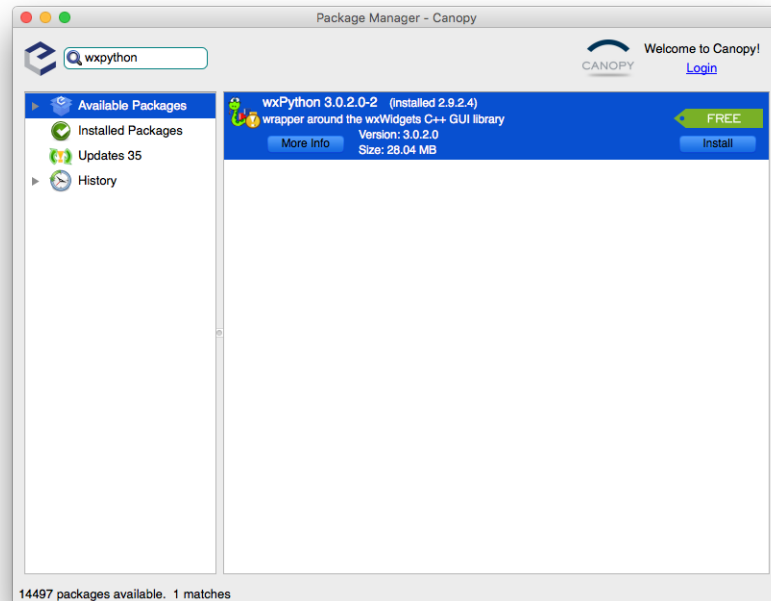 Package Manager - Canopy
wxpython
CANOPY
Welcome to Canopy!
Login
Available Packages
Installed Packages
Updates 35
History
wxPython 3.0.2.0-2 (installed 2.9.2.4)
wrapper around the wxWidgets C++ GUI library
More Info
Version: 3.0.2.0
Size: 28.04 MB
FREE
Install
14497 packages available. 1 matches